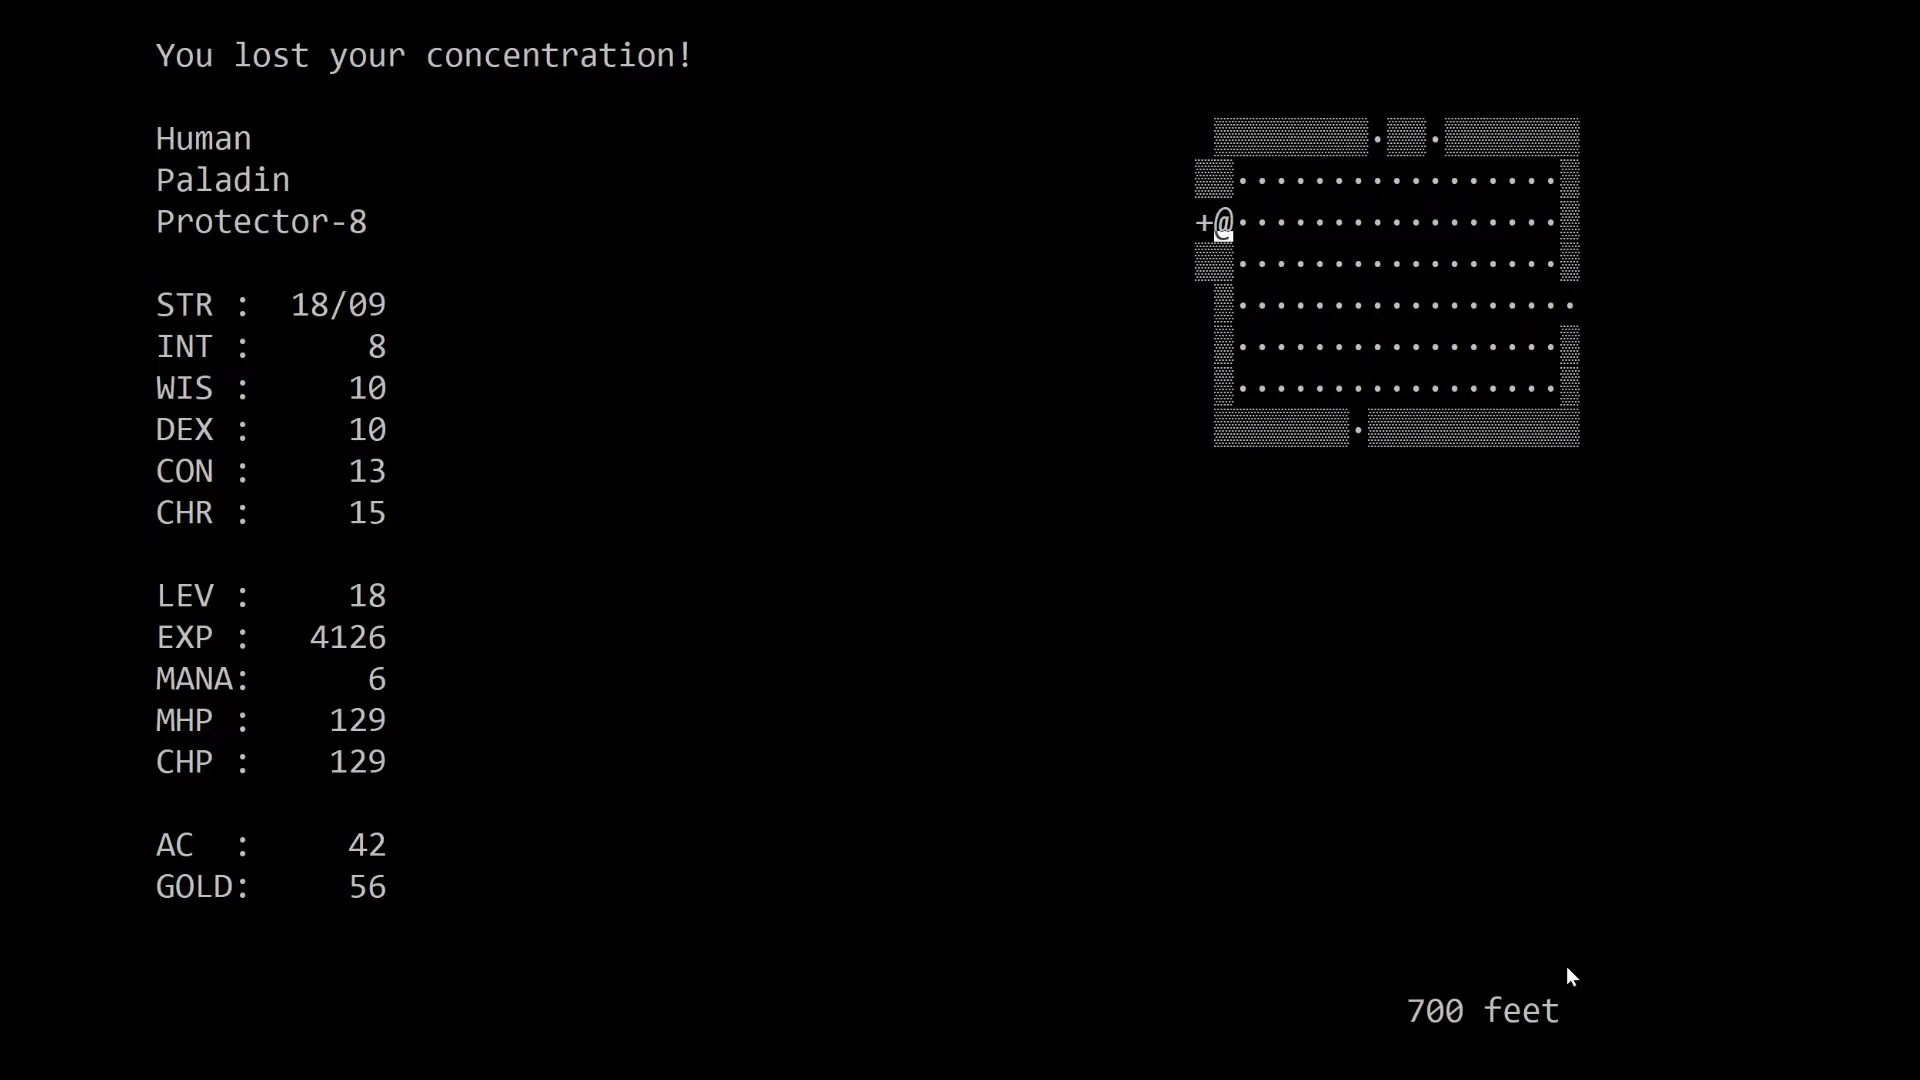 You lost your concentration!
Human
Paladin
Protector-8
STR : 18/09
INT : 8
WIS : 10
DEX : 10
CON : 13
CHR : 15
LEV : 18
EXP : 4126
MANA: 6
MHP : 129
CHP : 129
AC : 42
GOLD: 56
▒▒▒▒▒▒▒▒.▒▒.▒▒▒▒▒▒▒
▒▒.................▒
+@.................▒
▒▒.................▒
▒..................
▒.................▒
▒.................▒
▒▒▒▒▒▒▒.▒▒▒▒▒▒▒▒▒▒▒
700 feet